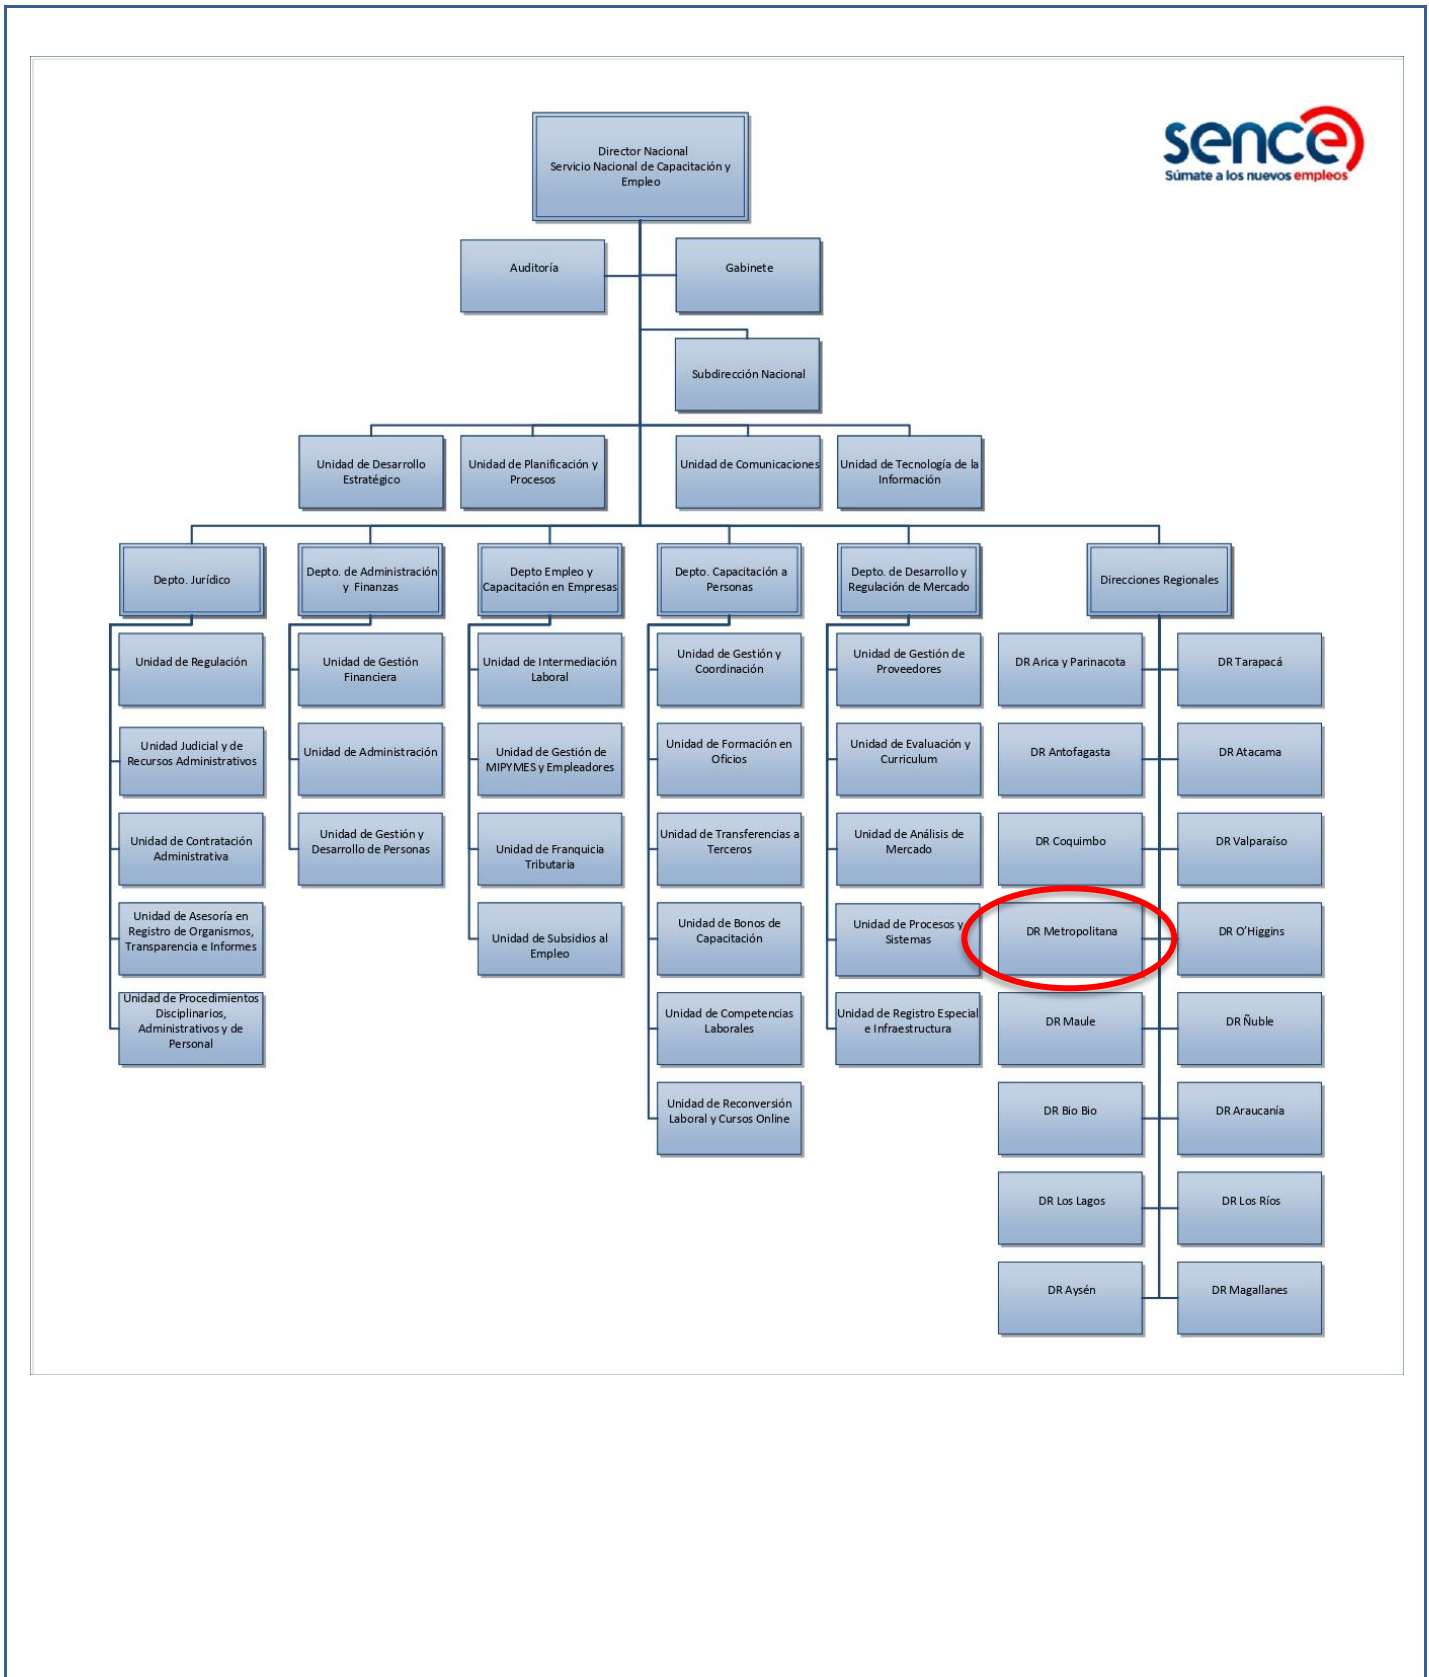 sence
Súmate a los nuevos empleos
Director Nacional
Servicio Nacional de Capacitación y
Empleo
Auditoría
Gabinete
Subdirección Nacional
Unidad de Desarrollo
Estratégico
Unidad de Planificación y
Procesos
Unidad de Comunicaciones
Unidad de Tecnología de la
Información
Depto. Jurídico
Depto. de Administración
y Finanzas
Depto Empleo y
Capacitación en Empresas
Depto. Capacitación a
Personas
Depto. de Desarrollo y
Regulación de Mercado
Direcciones Regionales
Unidad de Regulación
Unidad Judicial y de
Recursos Administrativos
Unidad de Contratación
Administrativa
Unidad de Asesoría en
Registro de Organismos,
Transparencia e Informes
Unidad de Procedimientos
Disciplinarios,
Administrativos y de
Personal
Unidad de Gestión
Financiera
Unidad de Administración
Unidad de Gestión y
Desarrollo de Personas
Unidad de Intermediación
Laboral
Unidad de Gestión de
MIPYMES y Empleadores
Unidad de Franquicia
Tributaria
Unidad de Subsidios al
Empleo
Unidad de Gestión y
Coordinación
Unidad de Formación en
Oficios
Unidad de Transferencias a
Terceros
Unidad de Bonos de
Capacitación
Unidad de Competencias
Laborales
Unidad de Reconversión
Laboral y Cursos Online
Unidad de Gestión de
Proveedores
Unidad de Evaluación y
Curriculum
Unidad de Análisis de
Mercado
Unidad de Procesos y
Sistemas
Unidad de Registro Especial
e Infraestructura
DR Arica y Parinacota
DR Tarapacá
DR Antofagasta
DR Atacama
DR Coquimbo
DR Valparaíso
DR Metropolitana
DR O’Higgins
DR Maule
DR Ñuble
DR Bio Bio
DR Araucanía
DR Los Lagos
DR Los Ríos
DR Aysén
DR Magallanes